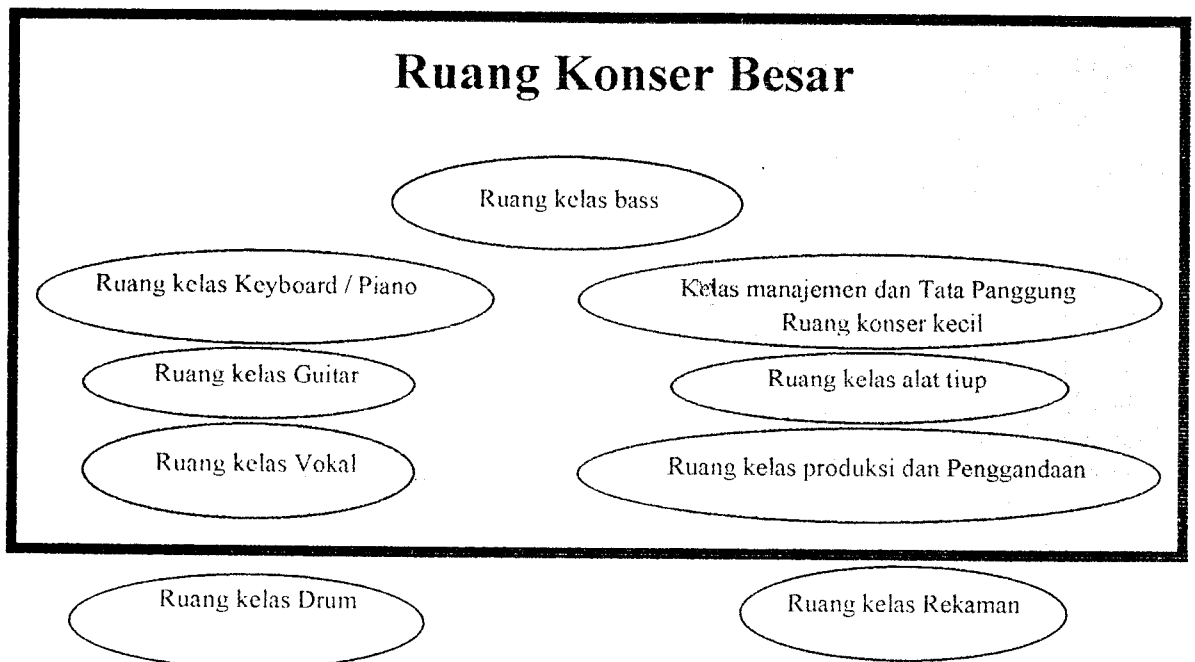 Ruang Konser Besar
Ruang kelas bass
Ruang kelas Keyboard / Piano
Kelas manajemen dan Tata Panggung
Ruang konser kecil
Ruang kelas Guitar
Ruang kelas alat tiup
Ruang kelas Vokal
Ruang kelas produksi dan Penggandaan
Ruang kelas Drum
Ruang kelas Rekaman